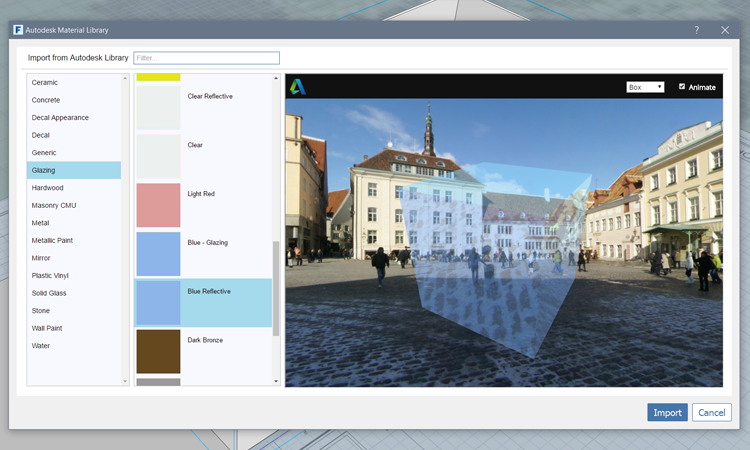 F Autodesk Material Library
Import from Autodesk Library
Filter...
Ceramic
Concrete
Decal Appearance
Decal
Generic
Glazing
Hardwood
Masonry CMU
Metal
Metallic Paint
Mirror
Plastic Vinyl
Solid Glass
Stone
Wall Paint
Water
Clear Reflective
Clear
Light Red
Blue - Glazing
Blue Reflective
Dark Bronze
Box
Animate
Import
Cancel